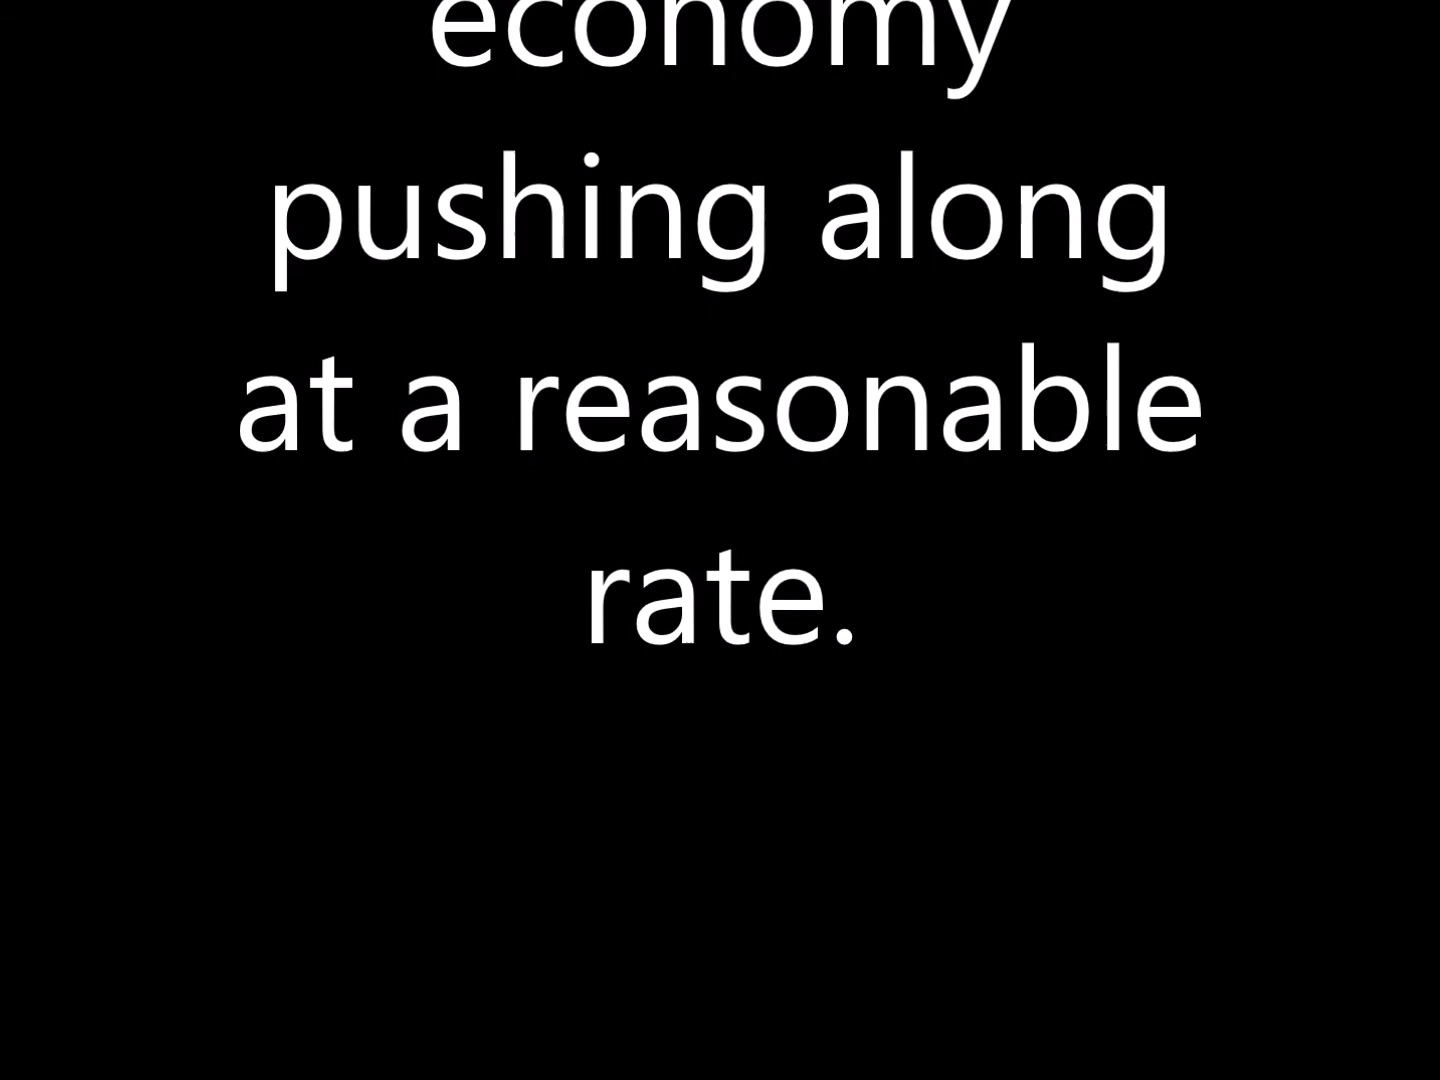 economy
pushing along
at a reasonable
rate.